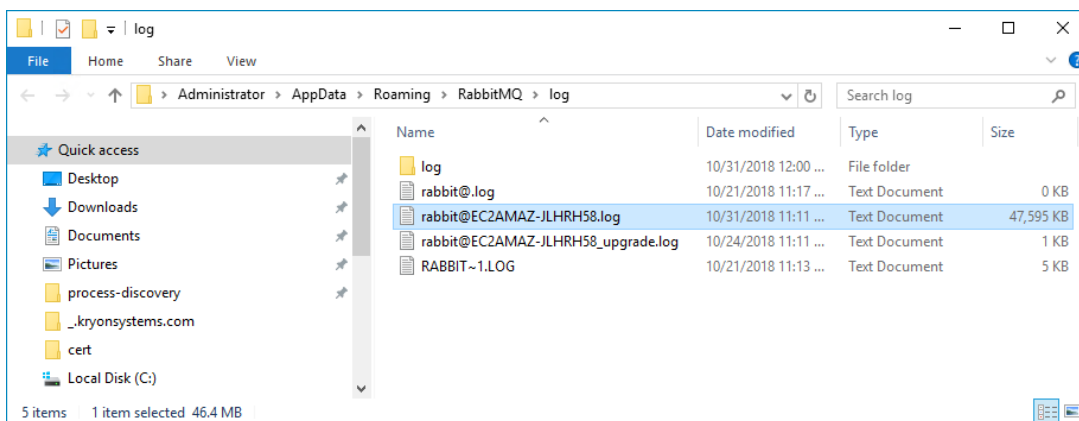 log
File Home Share View
Administrator > AppData > Roaming > RabbitMQ > log
Search log
Name Date modified Type Size
Quick access
Desktop
Downloads
Documents
Pictures
process-discovery
_.kryonsystems.com
cert
Local Disk (C:)
log 10/31/2018 12:00 ... File folder
rabbit@.log 10/21/2018 11:17 ... Text Document 0 KB
rabbit@EC2AMAZ-JLHRH58.log 10/31/2018 11:11 ... Text Document 47,595 KB
rabbit@EC2AMAZ-JLHRH58_upgrade.log 10/24/2018 11:11 ... Text Document 1 KB
RABBIT~1.LOG 10/21/2018 11:13 ... Text Document 5 KB
5 items 1 item selected 46.4 MB